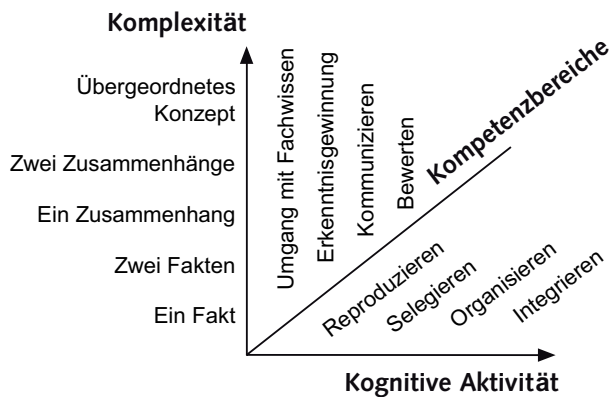 Komplexität
Übergeordnetes
Konzept
Zwei Zusammenhänge
Ein Zusammenhang
Zwei Fakten
Ein Fakt
Umgang mit Fachwissen
Erkenntnisgewinnung
Kommunizieren
Bewerten
Kompetenzbereiche
Reproduzieren
Selegieren
Organisieren
Integrieren
Kognitive Aktivität